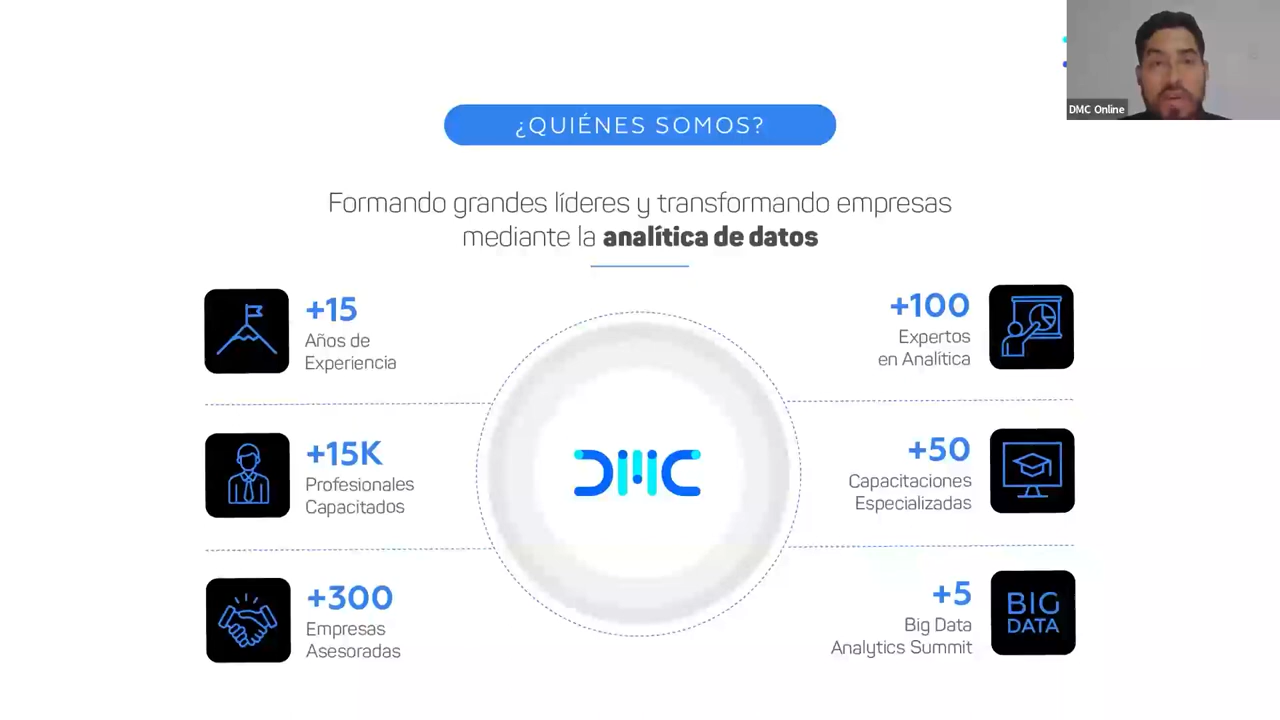 DMC Online
¿QUIÉNES SOMOS?
Formando grandes líderes y transformando empresas
mediante la analítica de datos
+15
Años de
Experiencia
+15K
Profesionales
Capacitados
+300
Empresas
Asesoradas
DMC
+100
Expertos
en Analítica
+50
Capacitaciones
Especializadas
+5
Big Data
Analytics Summit
BIG
DATA